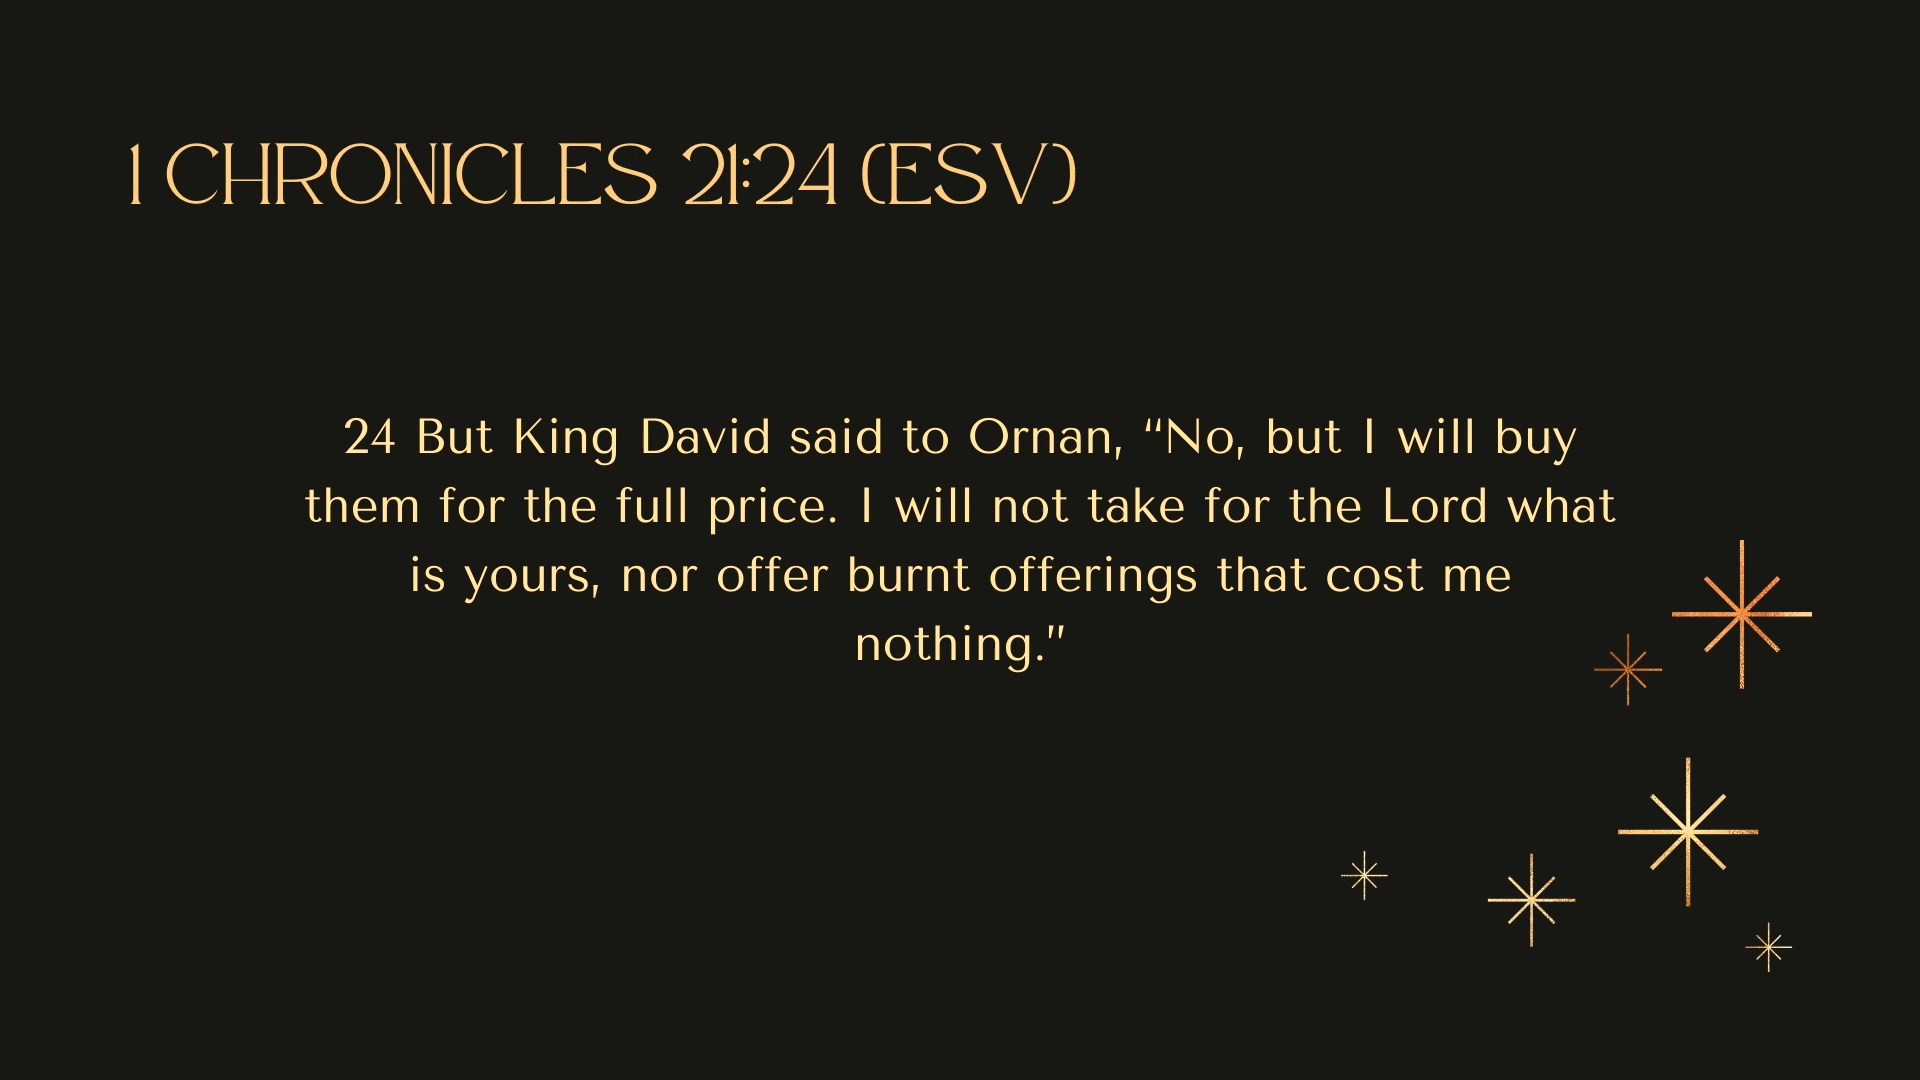 1 CHRONICLES 21:24 (ESV)
24 But King David said to Ornan, “No, but I will buy
them for the full price. I will not take for the Lord what
is yours, nor offer burnt offerings that cost me
nothing.”